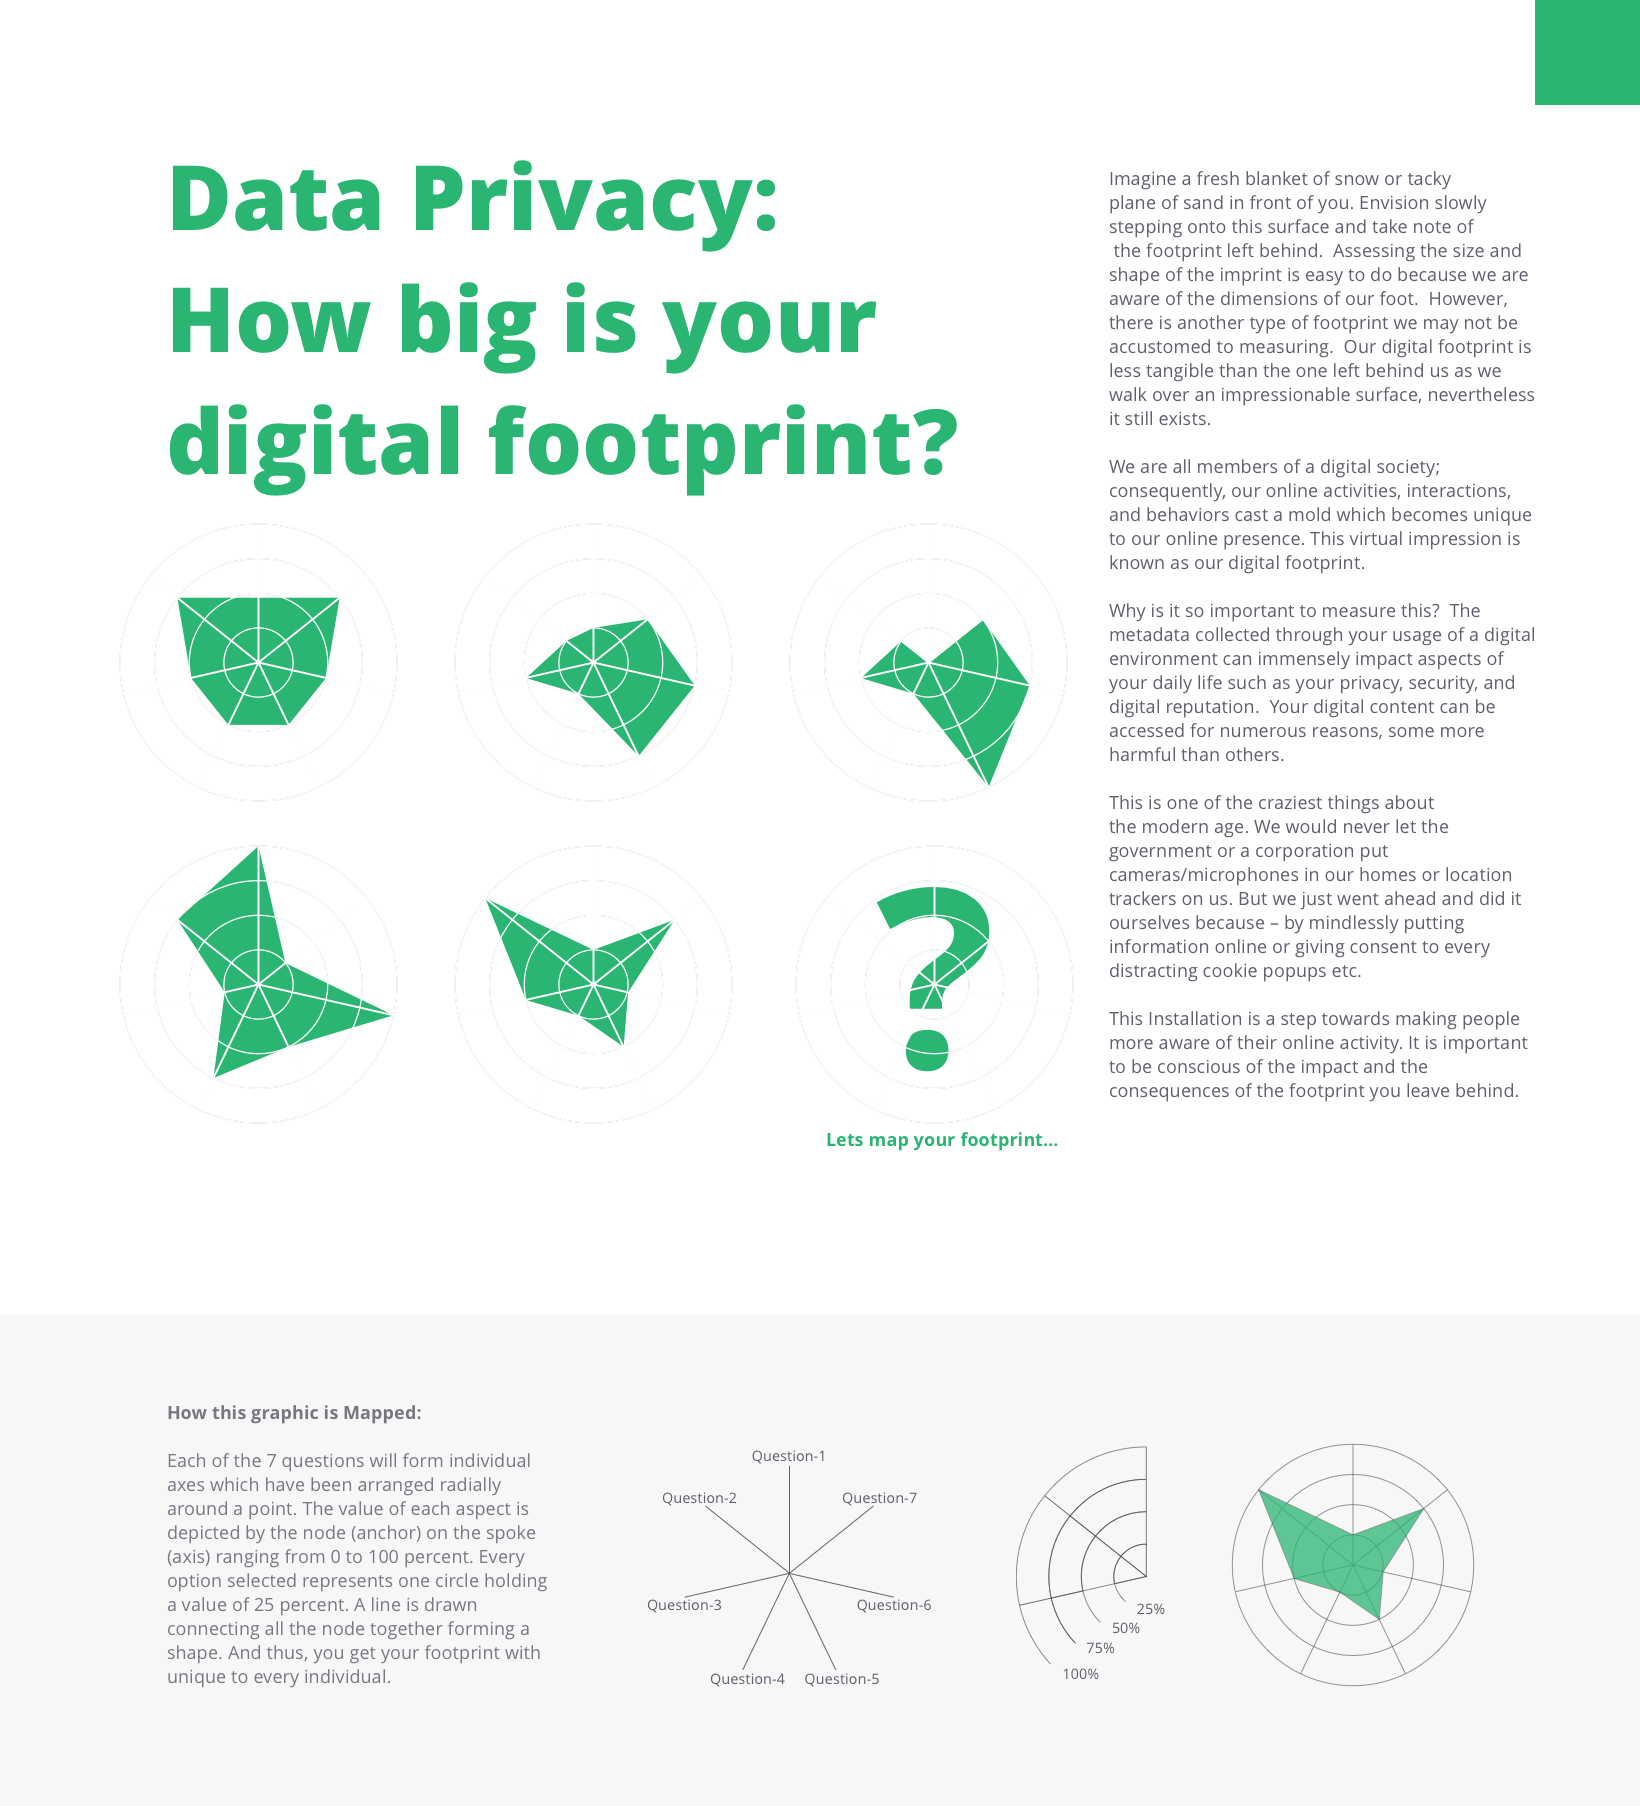 Data Privacy:
How big is your
digital footprint?
Imagine a fresh blanket of snow or tacky
plane of sand in front of you. Envision slowly
stepping onto this surface and take note of
the footprint left behind.  Assessing the size and
shape of the imprint is easy to do because we are
aware of the dimensions of our foot.  However,
there is another type of footprint we may not be
accustomed to measuring.  Our digital footprint is
less tangible than the one left behind us as we
walk over an impressionable surface, nevertheless
it still exists.
We are all members of a digital society;
consequently, our online activities, interactions,
and behaviors cast a mold which becomes unique
to our online presence. This virtual impression is
known as our digital footprint.
Why is it so important to measure this?  The
metadata collected through your usage of a digital
environment can immensely impact aspects of
your daily life such as your privacy, security, and
digital reputation.  Your digital content can be
accessed for numerous reasons, some more
harmful than others.
This is one of the craziest things about
the modern age. We would never let the
government or a corporation put
cameras/microphones in our homes or location
trackers on us. But we just went ahead and did it
ourselves because – by mindlessly putting
information online or giving consent to every
distracting cookie popups etc.
This Installation is a step towards making people
more aware of their online activity. It is important
to be conscious of the impact and the
consequences of the footprint you leave behind.
?
Lets map your footprint...
How this graphic is Mapped:
Each of the 7 questions will form individual
axes which have been arranged radially
around a point. The value of each aspect is
depicted by the node (anchor) on the spoke
(axis) ranging from 0 to 100 percent. Every
option selected represents one circle holding
a value of 25 percent. A line is drawn
connecting all the node together forming a
shape. And thus, you get your footprint with
unique to every individual.
Question-1
Question-2
Question-7
Question-3
Question-6
Question-4
Question-5
25%
50%
75%
100%